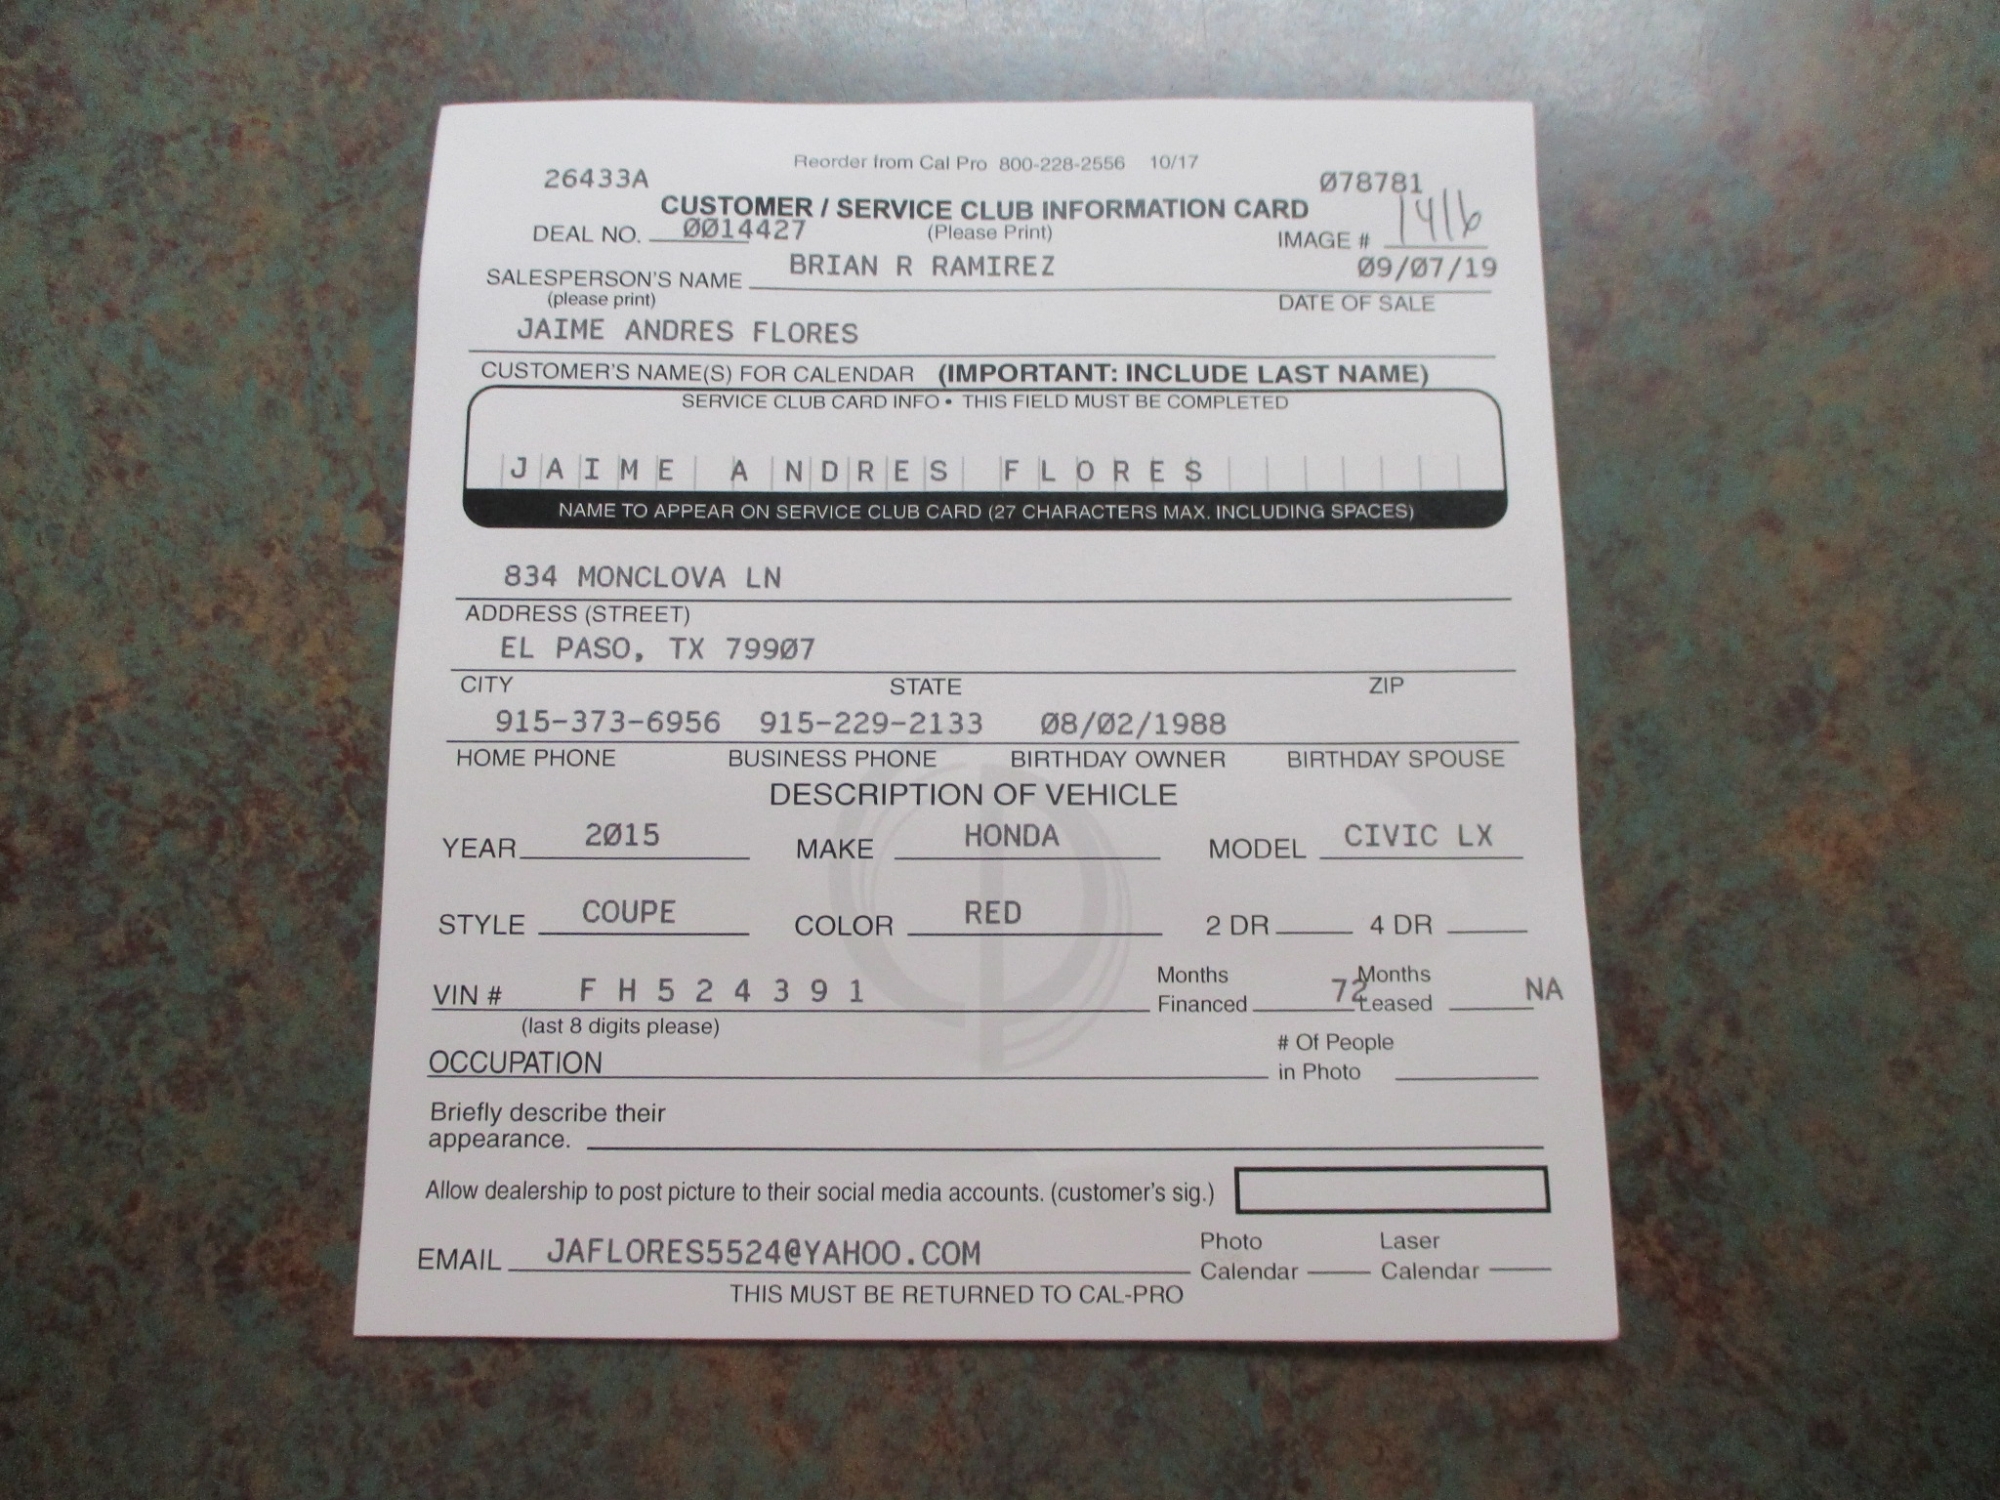 Reorder from Cal Pro 800-228-2556 10/17
26433A 078781
CUSTOMER / SERVICE CLUB INFORMATION CARD
DEAL NO. 0014427 (Please Print) IMAGE # 1416
SALESPERSON'S NAME BRIAN R RAMIREZ 09/07/19
(please print) DATE OF SALE
JAIME ANDRES FLORES
CUSTOMER'S NAME(S) FOR CALENDAR (IMPORTANT: INCLUDE LAST NAME)
SERVICE CLUB CARD INFO • THIS FIELD MUST BE COMPLETED
JAIME ANDRES FLORES
NAME TO APPEAR ON SERVICE CLUB CARD (27 CHARACTERS MAX. INCLUDING SPACES)
834 MONCLOVA LN
ADDRESS (STREET)
EL PASO, TX 79907
CITY STATE ZIP
915-373-6956 915-229-2133 08/02/1988
HOME PHONE BUSINESS PHONE BIRTHDAY OWNER BIRTHDAY SPOUSE
DESCRIPTION OF VEHICLE
YEAR 2015 MAKE HONDA MODEL CIVIC LX
STYLE COUPE COLOR RED 2 DR 4 DR
VIN # F H 5 2 4 3 9 1 Months Financed 72 Months Leased NA
(last 8 digits please)
OCCUPATION # Of People in Photo
Briefly describe their
appearance.
Allow dealership to post picture to their social media accounts. (customer's sig.)
EMAIL JAFLORES5524@YAHOO.COM Photo Calendar Laser Calendar
THIS MUST BE RETURNED TO CAL-PRO